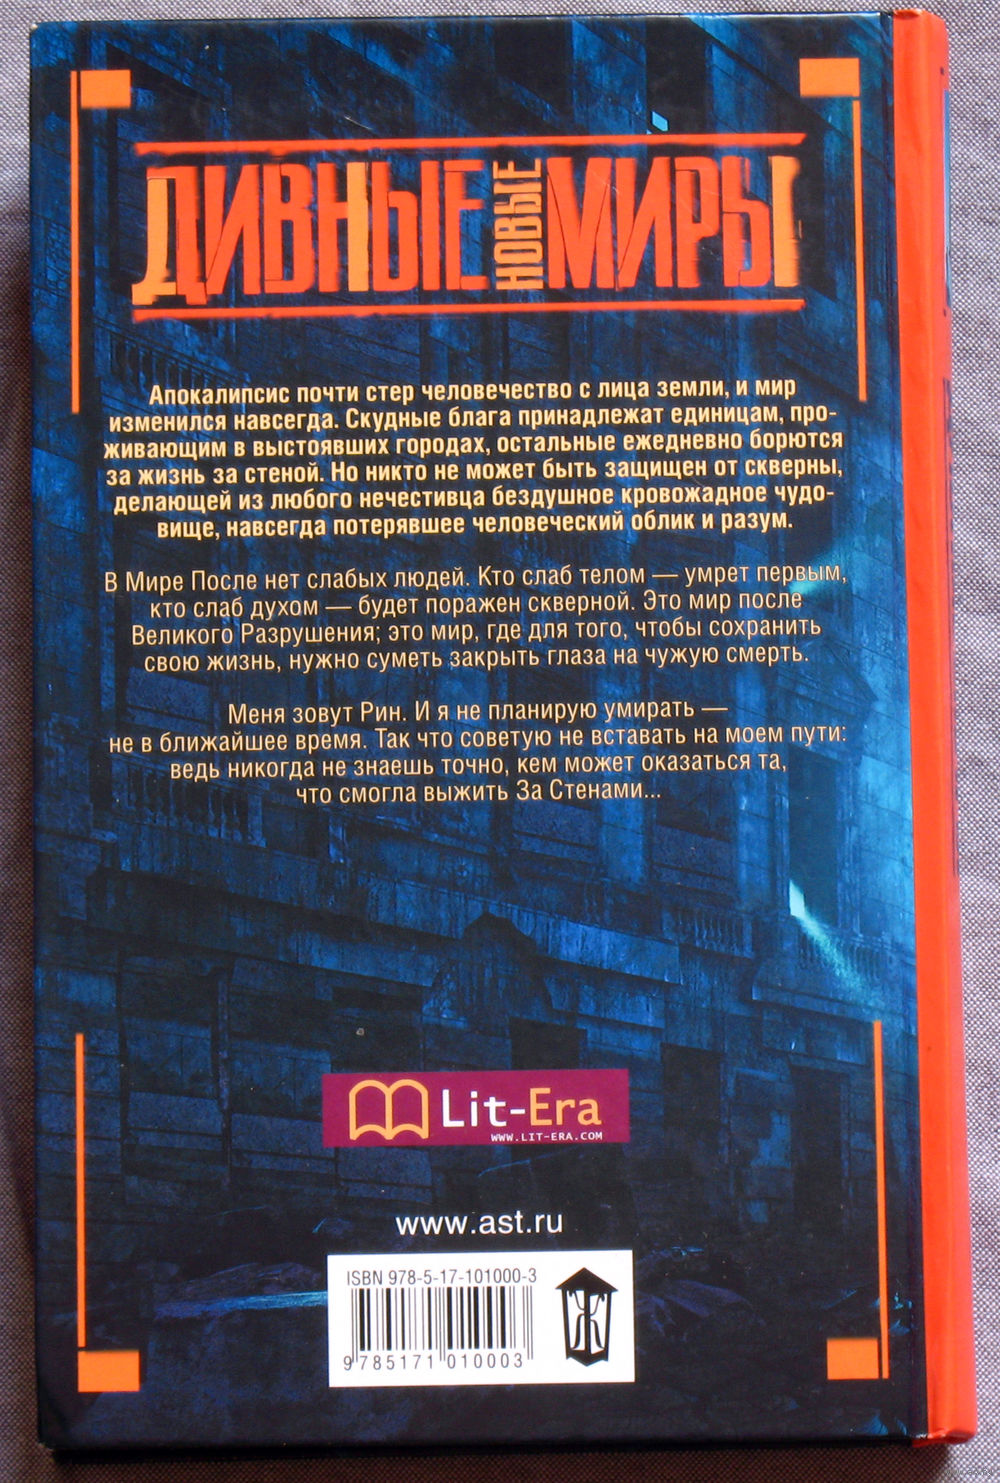 ДИВНЫЕ НОВЫЕ МИРЫ
Апокалипсис почти стер человечество с лица земли, и мир
изменился навсегда. Скудные блага принадлежат единицам, про-
живающим в выстоявших городах, остальные ежедневно борются
за жизнь за стеной. Но никто не может быть защищен от скверны,
делающей из любого нечестивца бездушное кровожадное чудо-
вище, навсегда потерявшее человеческий облик и разум.
В Мире После нет слабых людей. Кто слаб телом — умрет первым,
кто слаб духом — будет поражен скверной. Это мир после
Великого Разрушения; это мир, где для того, чтобы сохранить
свою жизнь, нужно суметь закрыть глаза на чужую смерть.
Меня зовут Рин. И я не планирую умирать —
не в ближайшее время. Так что советую не вставать на моем пути:
ведь никогда не знаешь точно, кем может оказаться та,
что смогла выжить За Стенами...
Lit-Era
WWW.LIT-ERA.COM
www.ast.ru
ISBN 978-5-17-101000-3
9 785171 010003
Ж